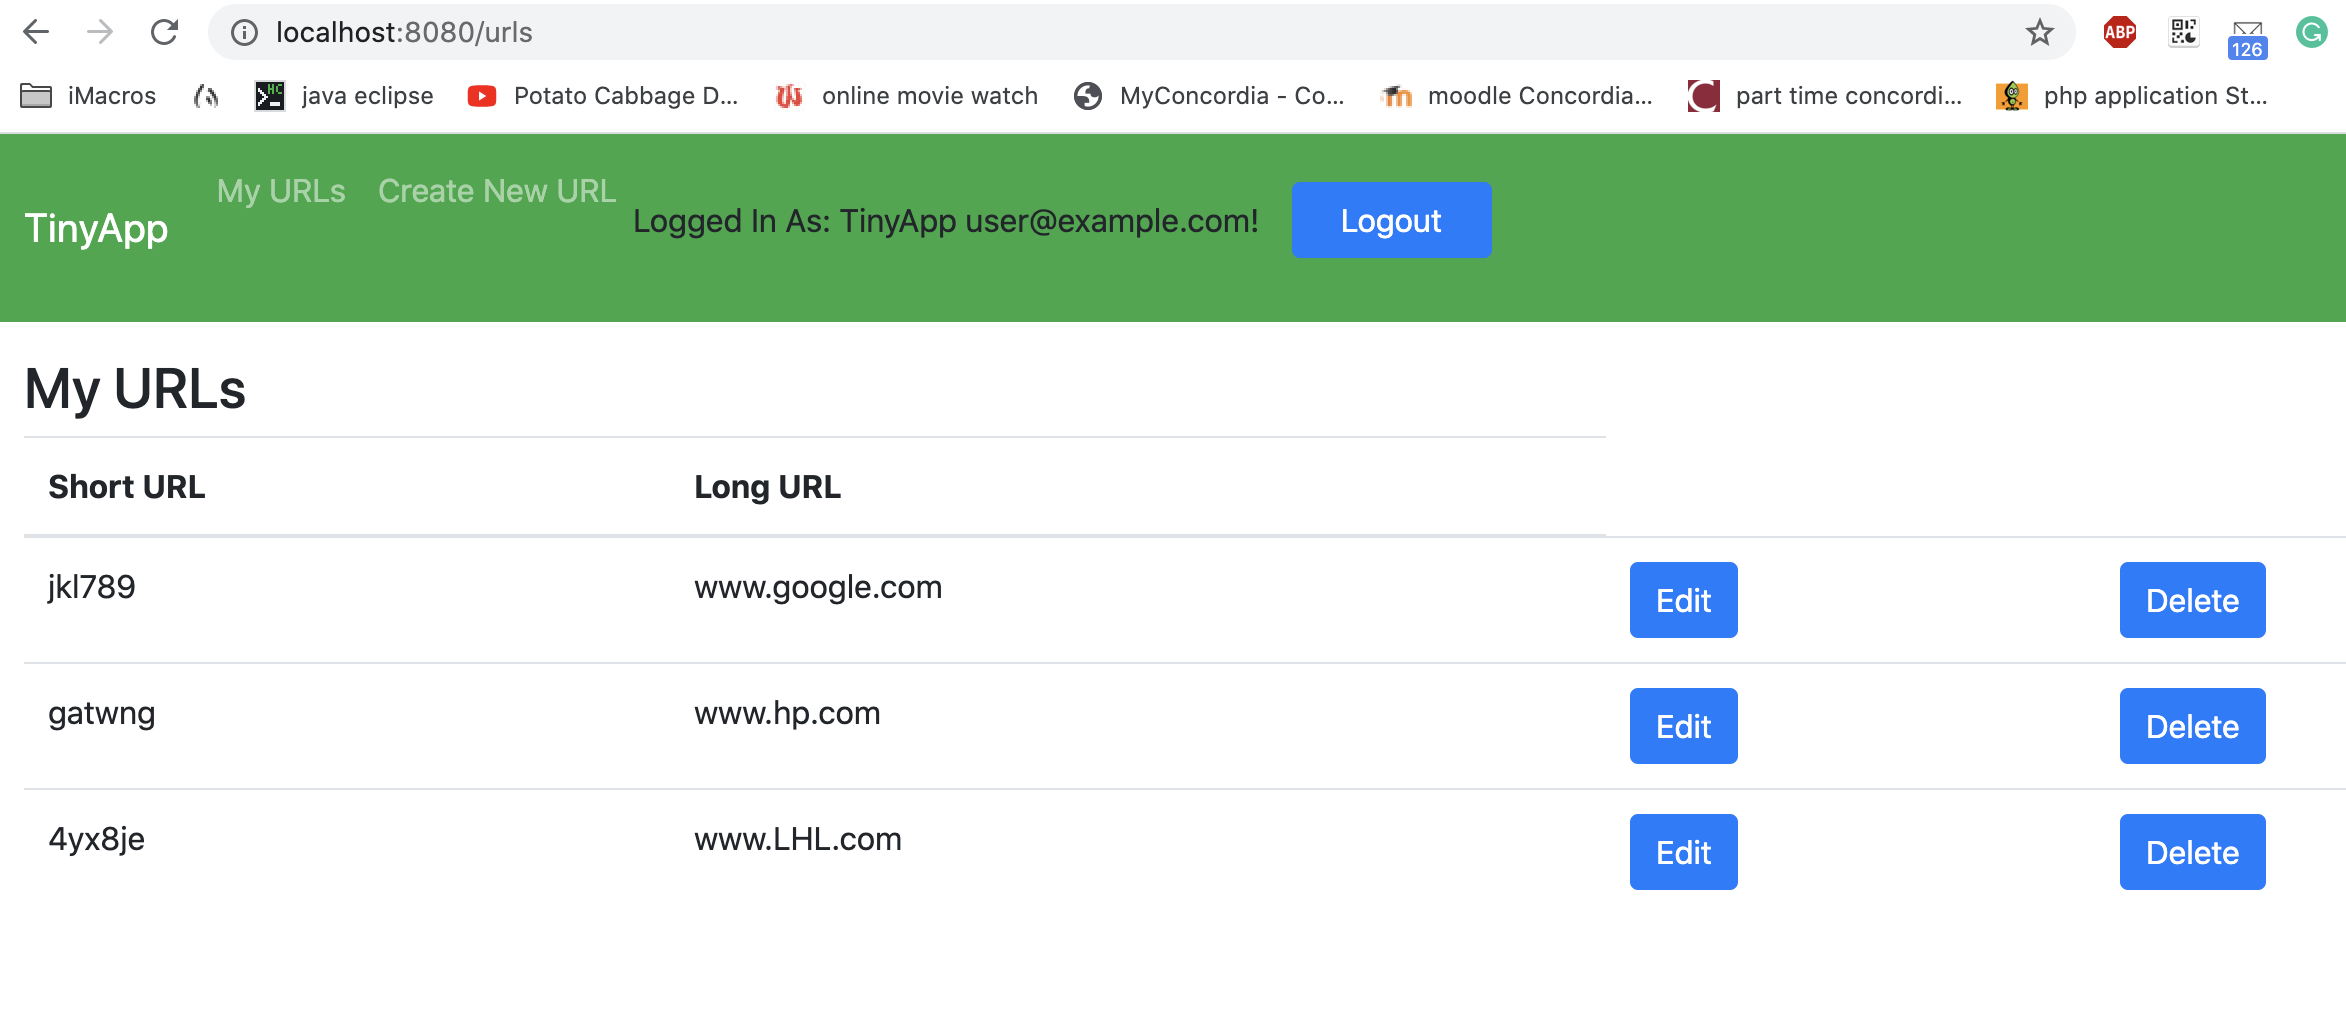 localhost:8080/urls
ABP
126
G
iMacros
HC
java eclipse
Potato Cabbage D...
online movie watch
MyConcordia - Co...
moodle Concordia...
part time concordi...
php application St...
My URLs Create New URL
TinyApp
Logged In As: TinyApp user@example.com!
Logout
My URLs
Short URL Long URL
jkl789 www.google.com Edit Delete
gatwng www.hp.com Edit Delete
4yx8je www.LHL.com Edit Delete